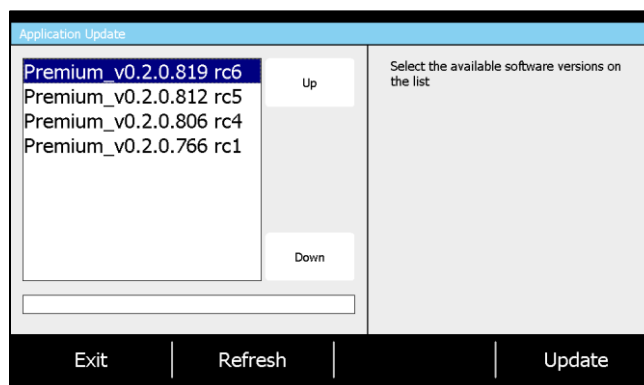 Application Update
Premium_v0.2.0.819 rc6
Premium_v0.2.0.812 rc5
Premium_v0.2.0.806 rc4
Premium_v0.2.0.766 rc1
Up
Down
Select the available software versions on
the list
Exit
Refresh
Update